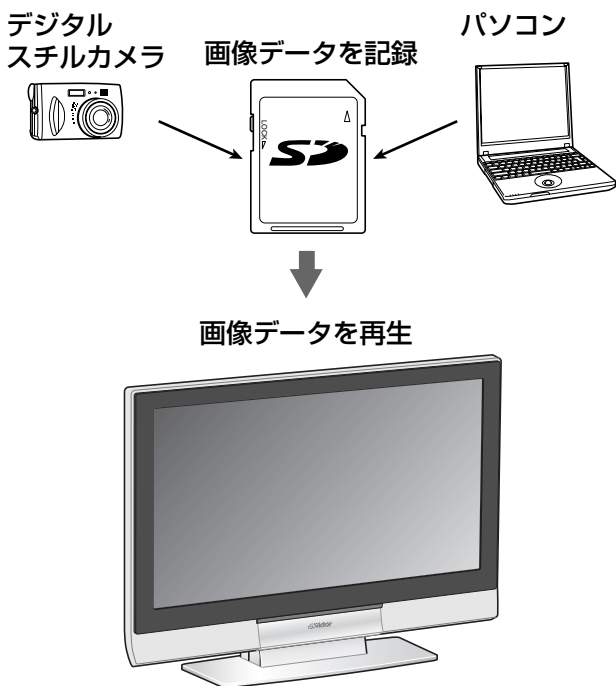 デジタル
スチルカメラ
画像データを記録
パソコン
LOCK
SD
画像データを再生
Victor